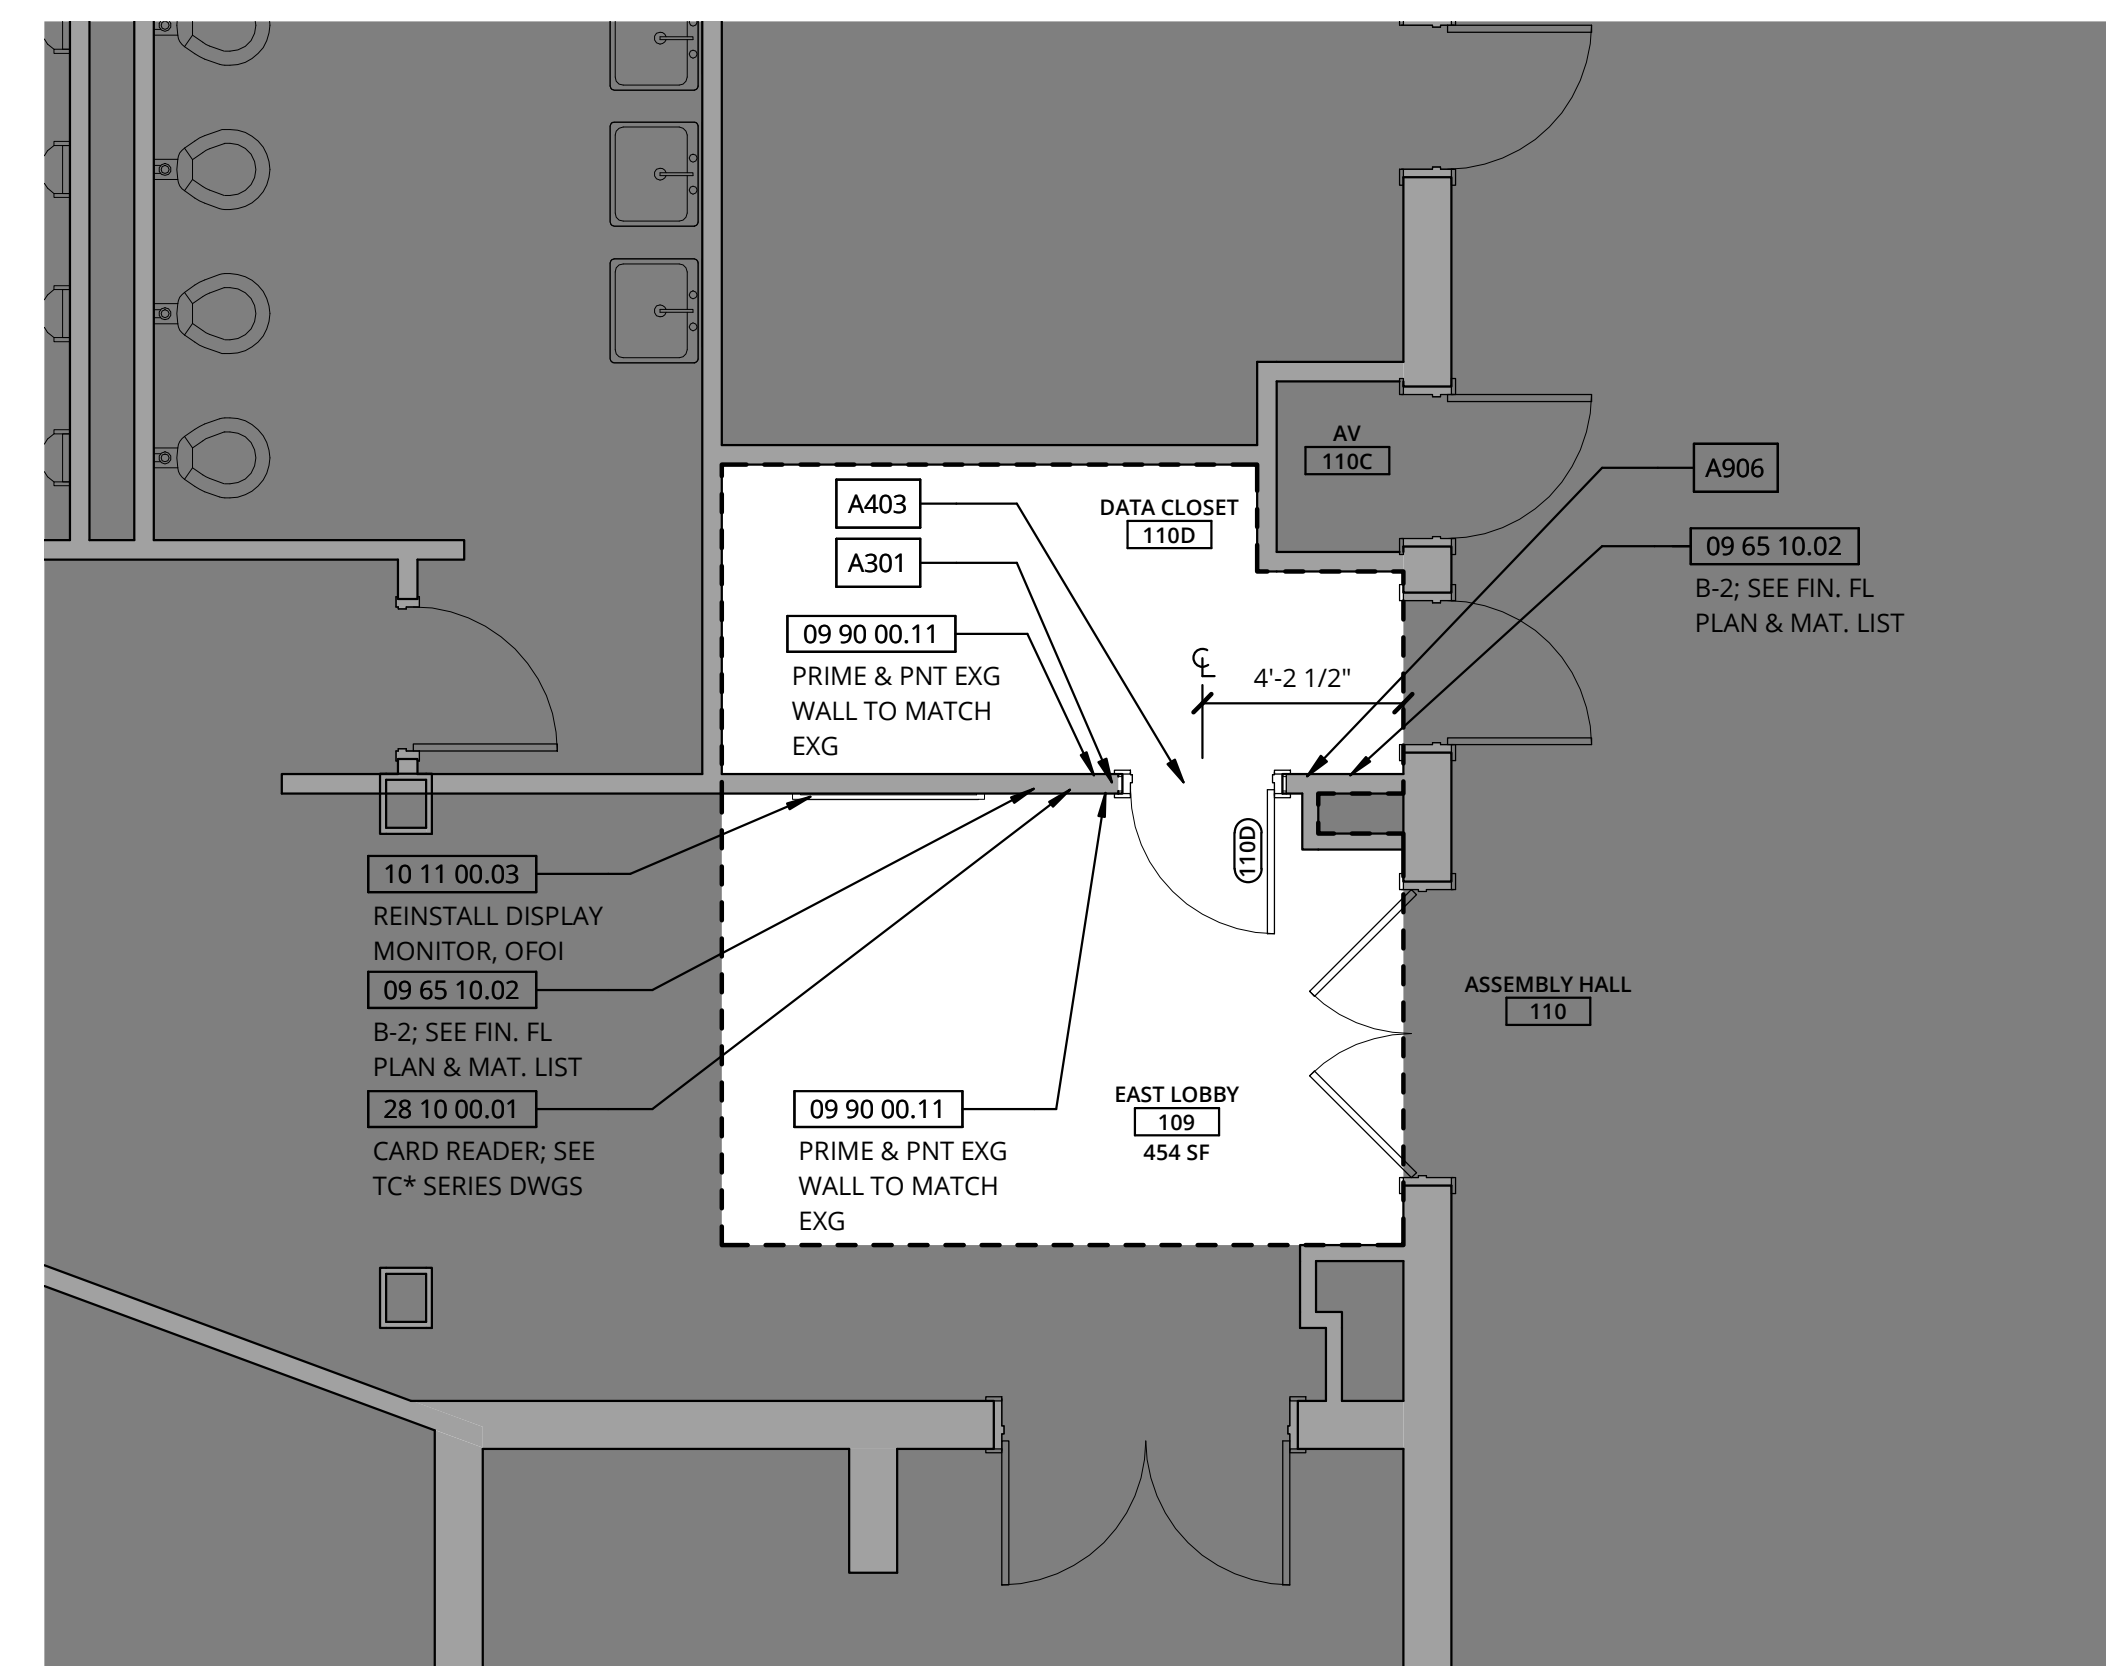 AV
110C
A906
A403
DATA CLOSET
110D
09 65 10.02
B-2; SEE FIN. FL
PLAN & MAT. LIST
A301
09 90 00.11
PRIME & PNT EXG
WALL TO MATCH
EXG
℄
4'-2 1/2"
110D
10 11 00.03
REINSTALL DISPLAY
MONITOR, OFOI
09 65 10.02
B-2; SEE FIN. FL
PLAN & MAT. LIST
28 10 00.01
CARD READER; SEE
TC* SERIES DWGS
09 90 00.11
PRIME & PNT EXG
WALL TO MATCH
EXG
EAST LOBBY
109
454 SF
ASSEMBLY HALL
110